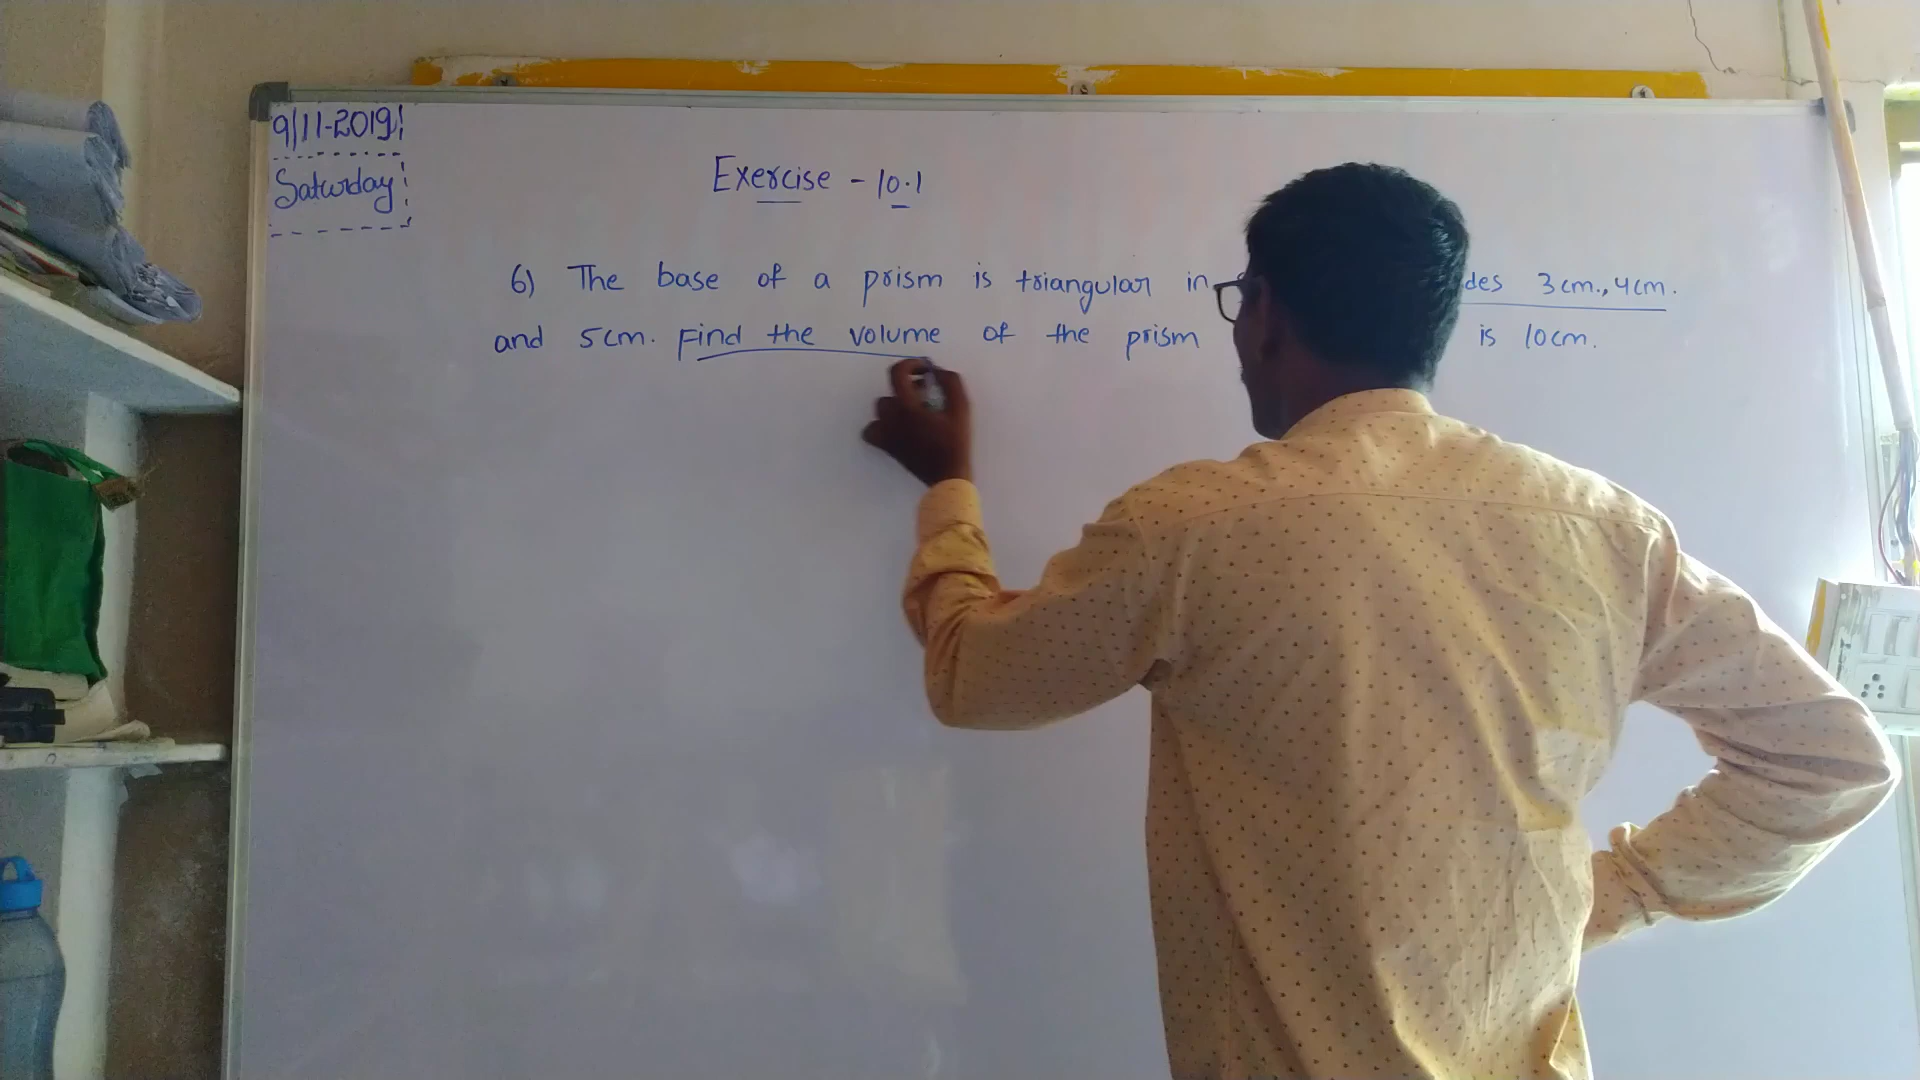 9/11-2019
Saturday
Exercise - 10.1
6) The base of a prism is triangular in des 3cm., 4cm.
and 5cm. Find the volume of the prism is 10cm.